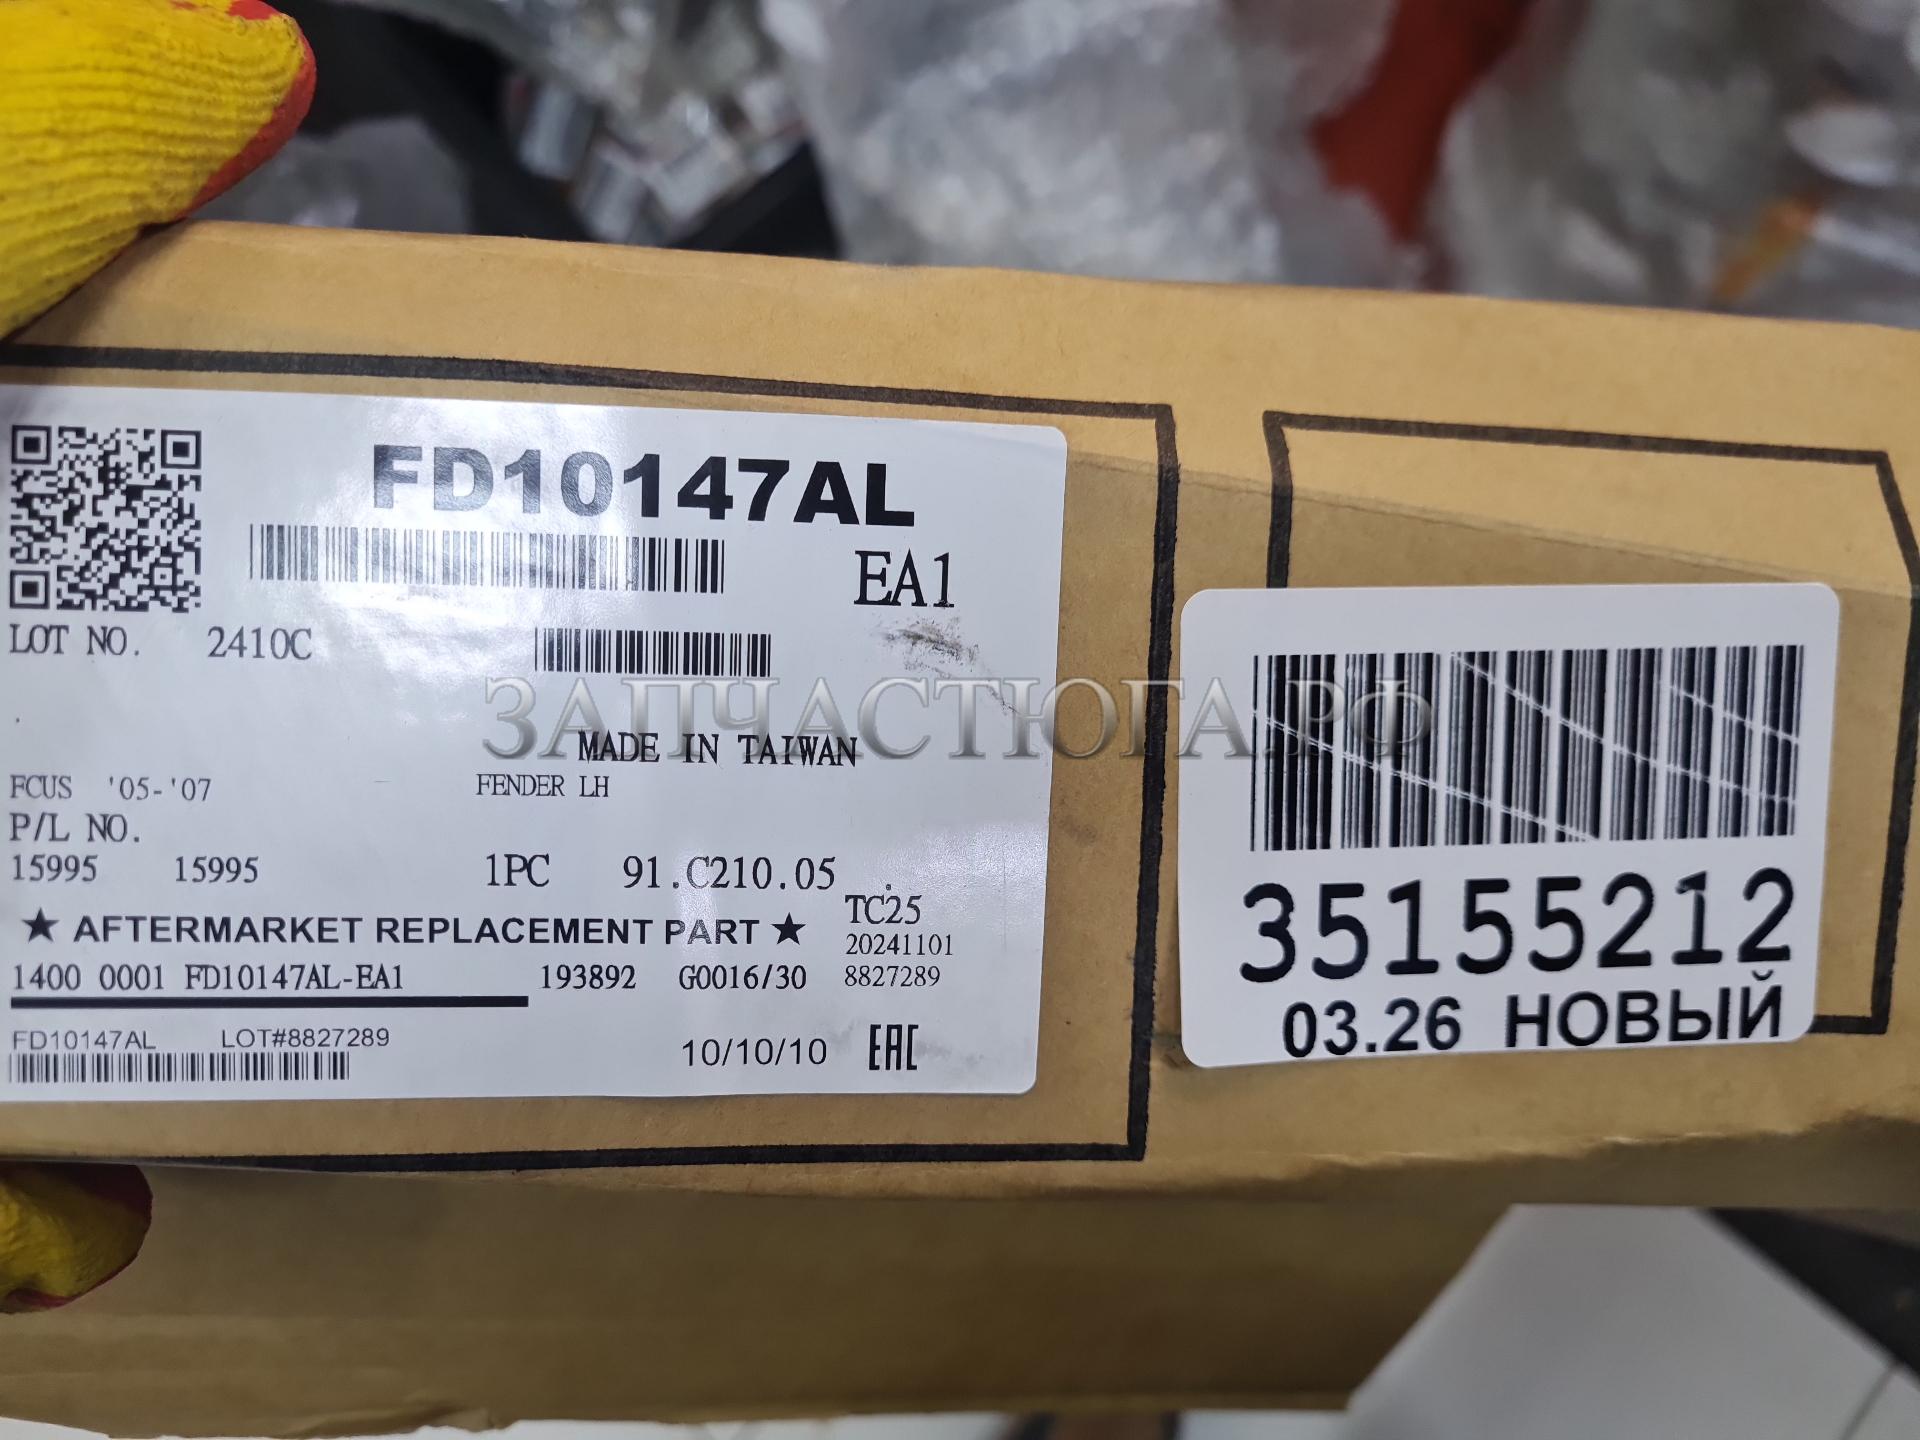 FD10147AL
EA1
LOT NO. 2410C
ЗАПЧАСТЮГА.РФ
MADE IN TAIWAN
FCUS '05-'07 FENDER LH
P/L NO.
15995 15995 1PC 91.C210.05
TC25
★ AFTERMARKET REPLACEMENT PART ★
20241101
1400 0001 FD10147AL-EA1 193892 G0016/30 8827289
FD10147AL LOT#8827289
10/10/10 EAC
35155212
03.26 НОВЫЙ